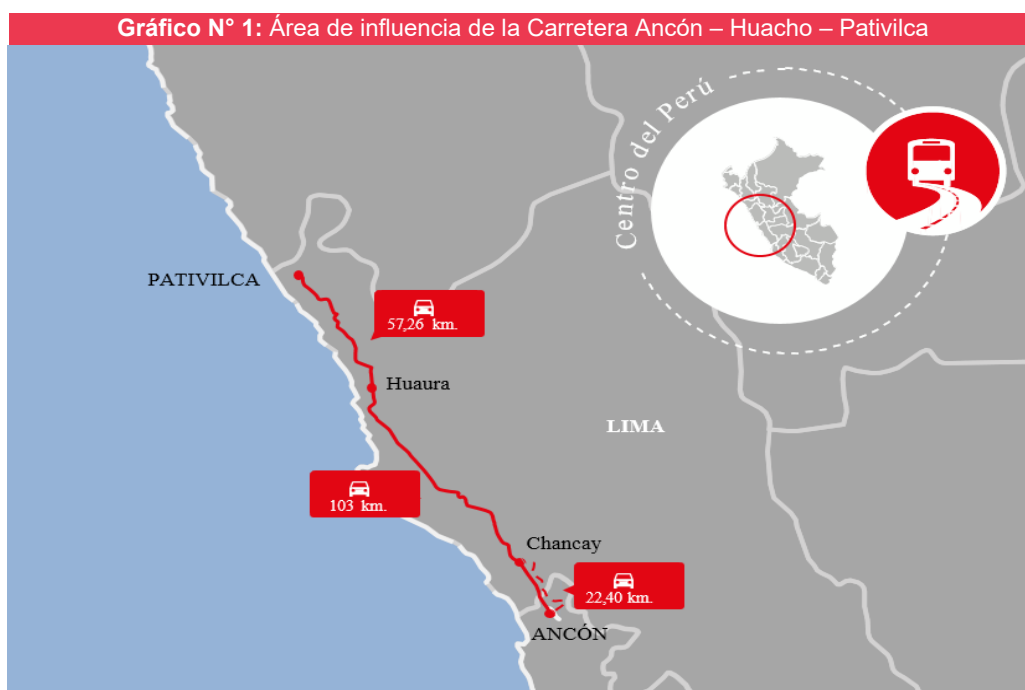 Gráfico N° 1: Área de influencia de la Carretera Ancón – Huacho – Pativilca
Centro del Perú
PATIVILCA
57,26 km.
Huaura
LIMA
103 km.
Chancay
22,40 km.
ANCÓN